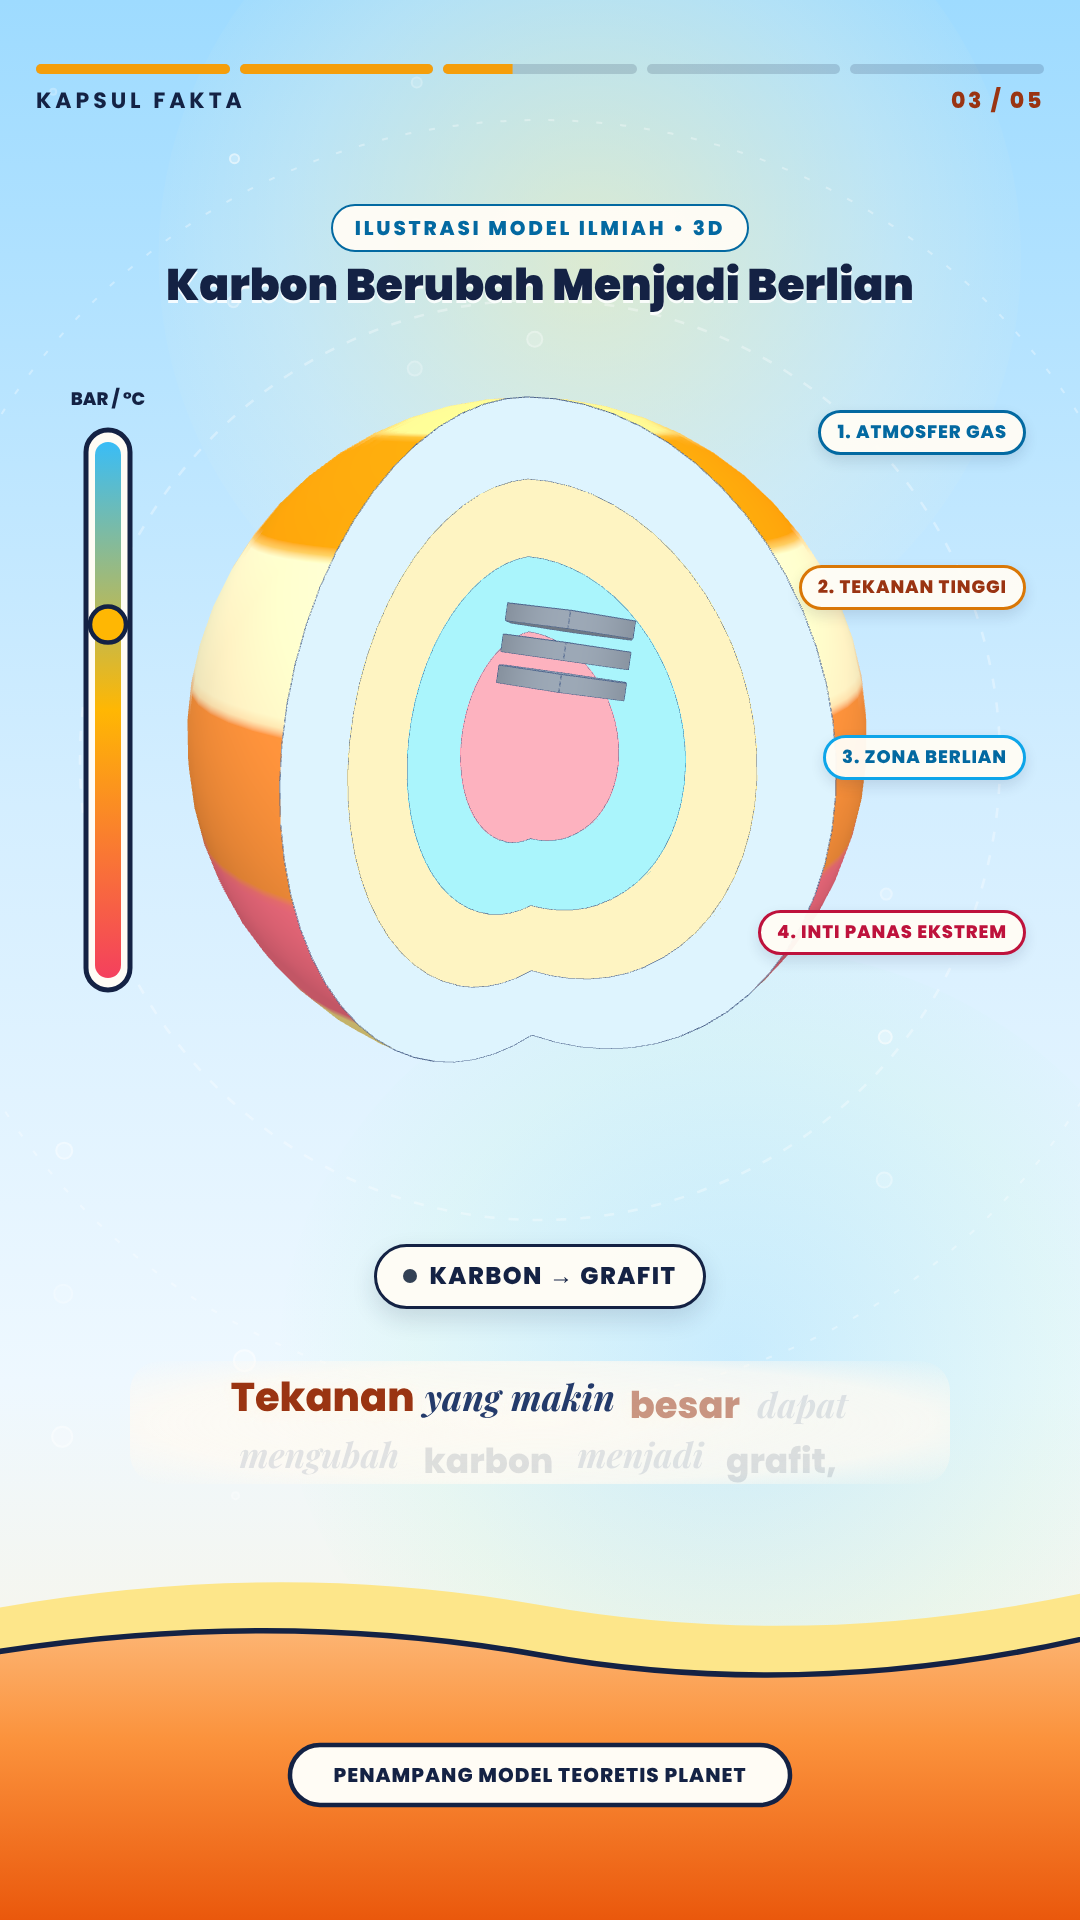 KAPSUL FAKTA
03 / 05
ILUSTRASI MODEL ILMIAH • 3D
Karbon Berubah Menjadi Berlian
BAR / °C
1. ATMOSFER GAS
2. TEKANAN TINGGI
3. ZONA BERLIAN
4. INTI PANAS EKSTREM
KARBON → GRAFIT
Tekanan yang makin besar dapat
mengubah karbon menjadi grafit,
PENAMPANG MODEL TEORETIS PLANET